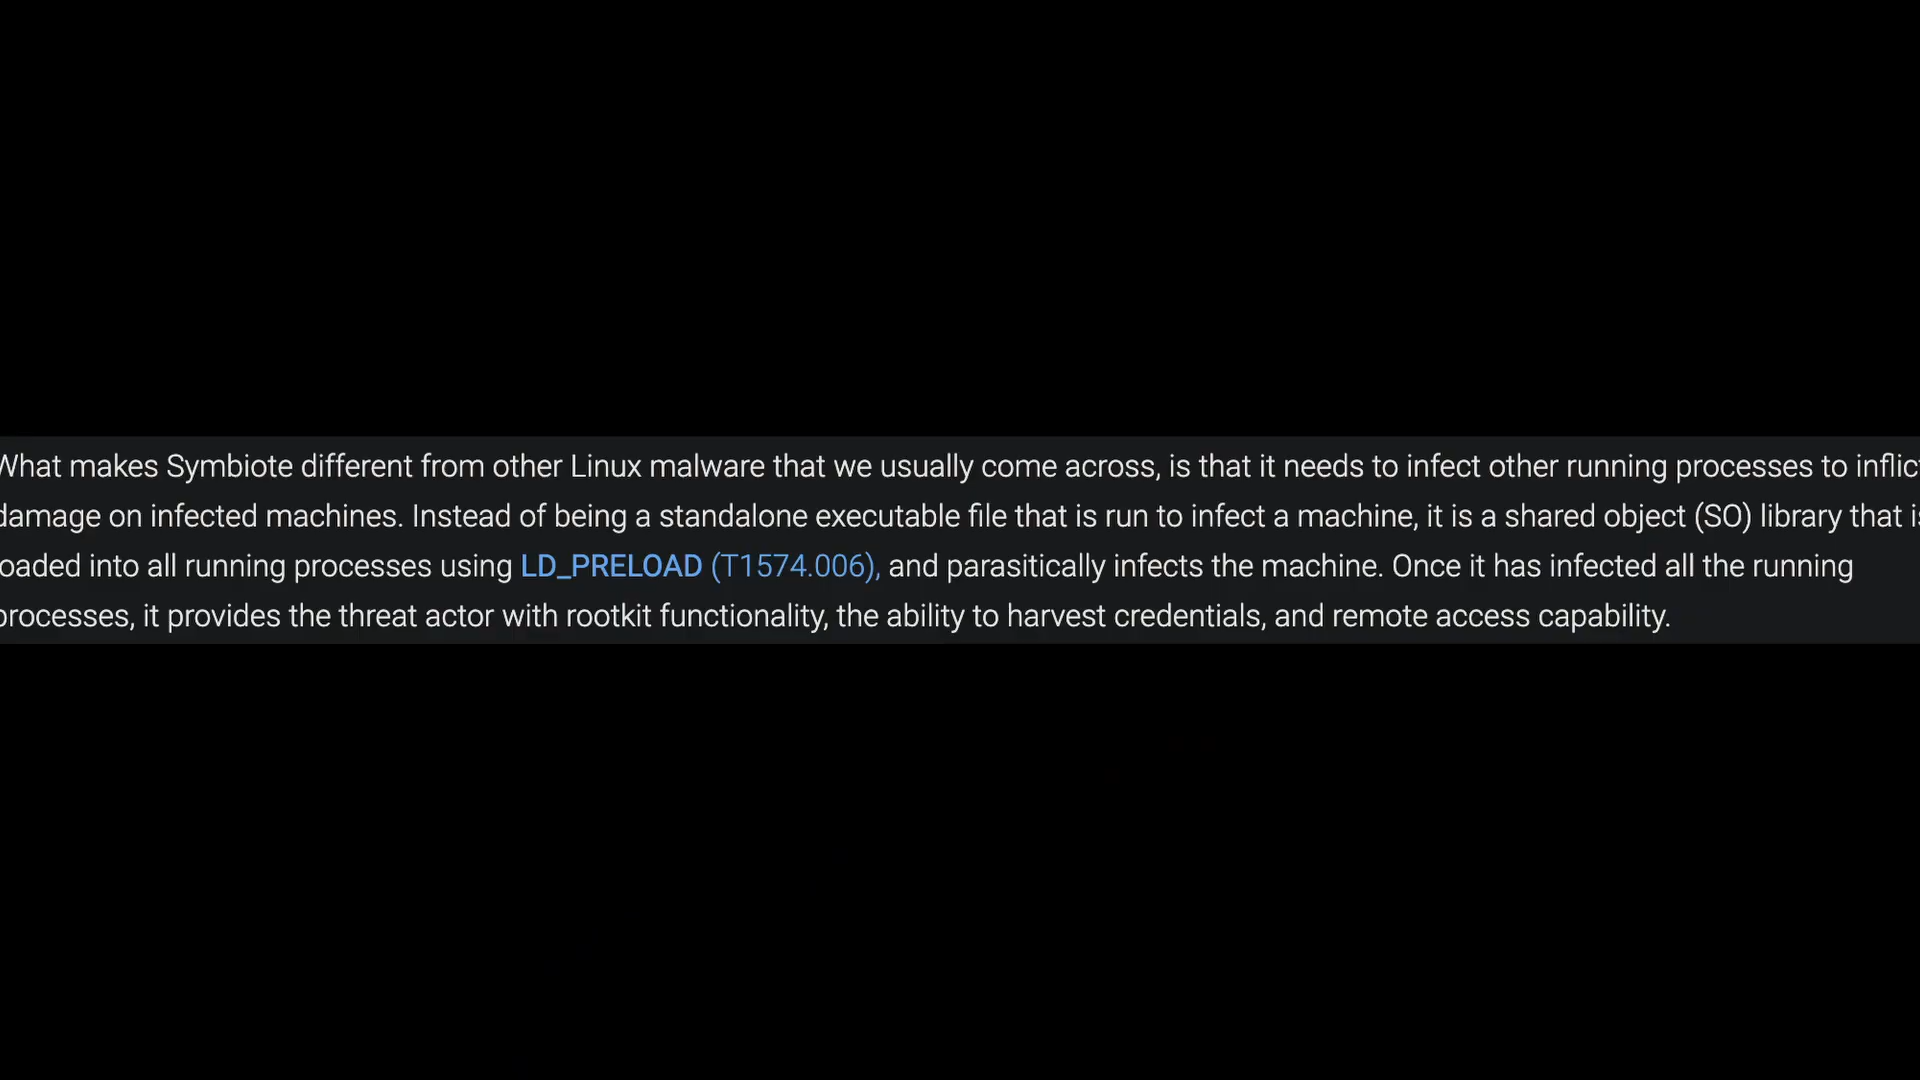 What makes Symbiote different from other Linux malware that we usually come across, is that it needs to infect other running processes to inflict
damage on infected machines. Instead of being a standalone executable file that is run to infect a machine, it is a shared object (SO) library that is
loaded into all running processes using LD_PRELOAD (T1574.006), and parasitically infects the machine. Once it has infected all the running
processes, it provides the threat actor with rootkit functionality, the ability to harvest credentials, and remote access capability.